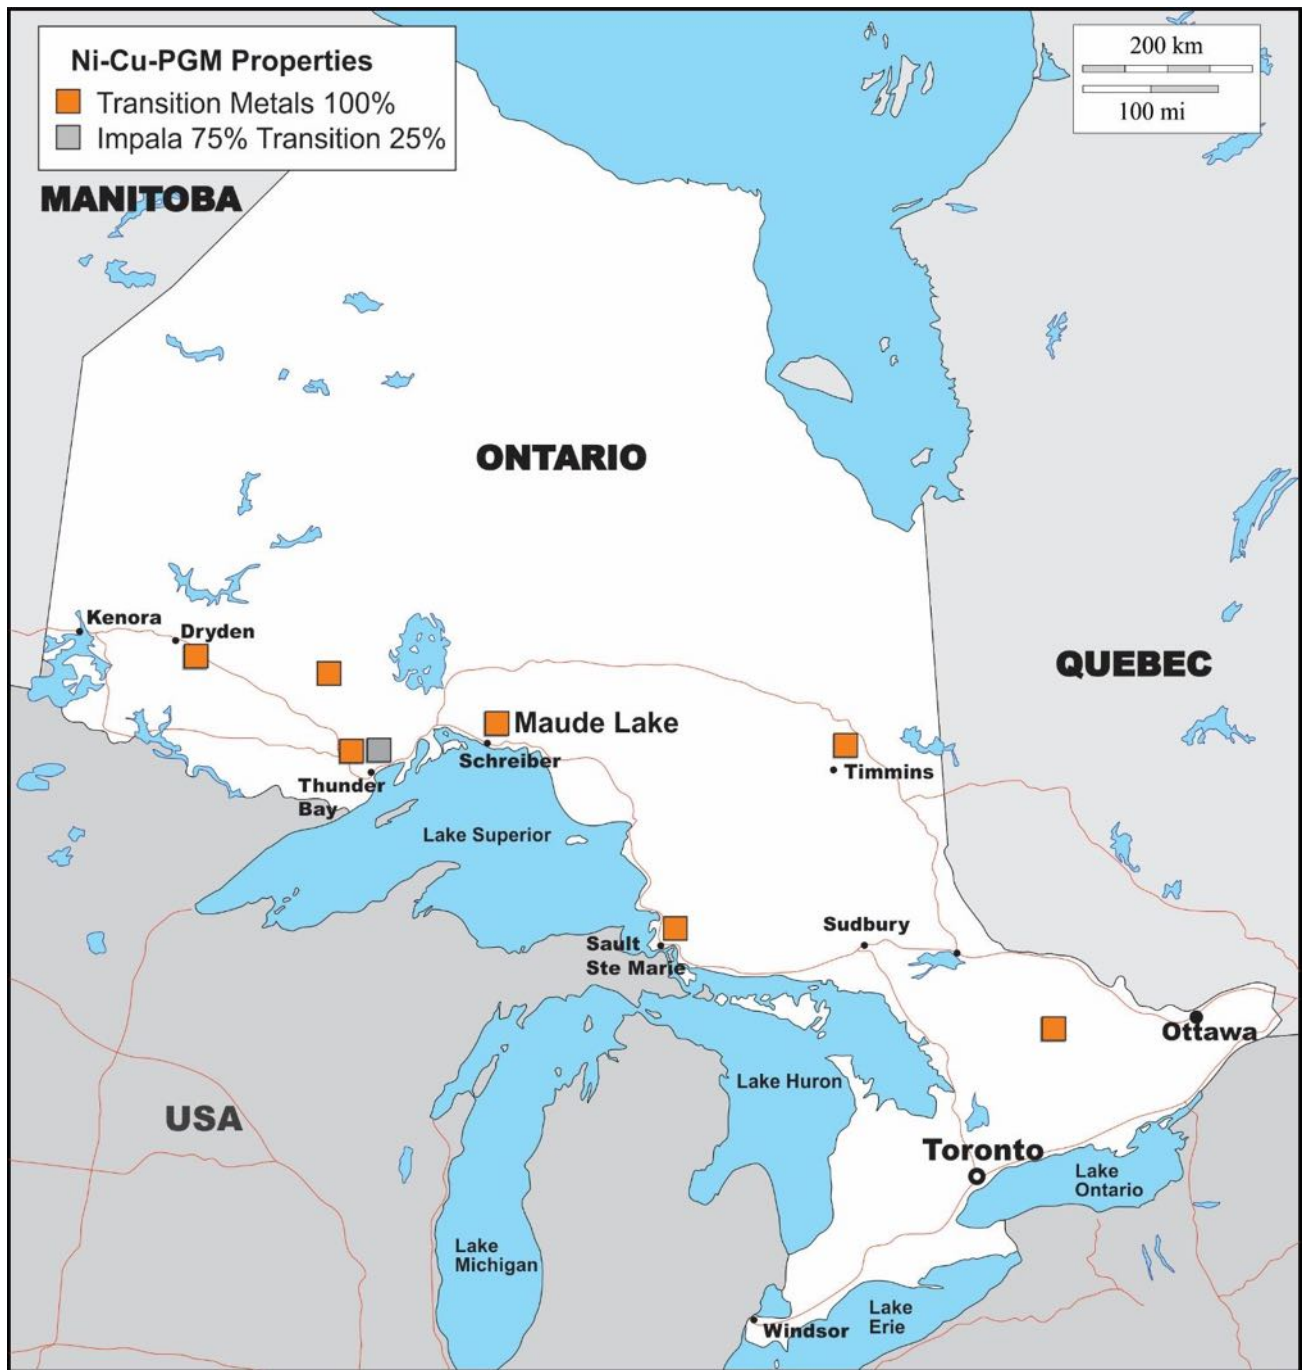 Ni-Cu-PGM Properties
Transition Metals 100%
Impala 75% Transition 25%
200 km
100 mi
MANITOBA
ONTARIO
QUEBEC
Kenora
Dryden
Maude Lake
Schreiber
Thunder
Bay
Timmins
Lake Superior
Sudbury
Sault
Ste Marie
Ottawa
Lake Huron
USA
Toronto
Lake
Ontario
Lake
Michigan
Lake
Erie
Windsor